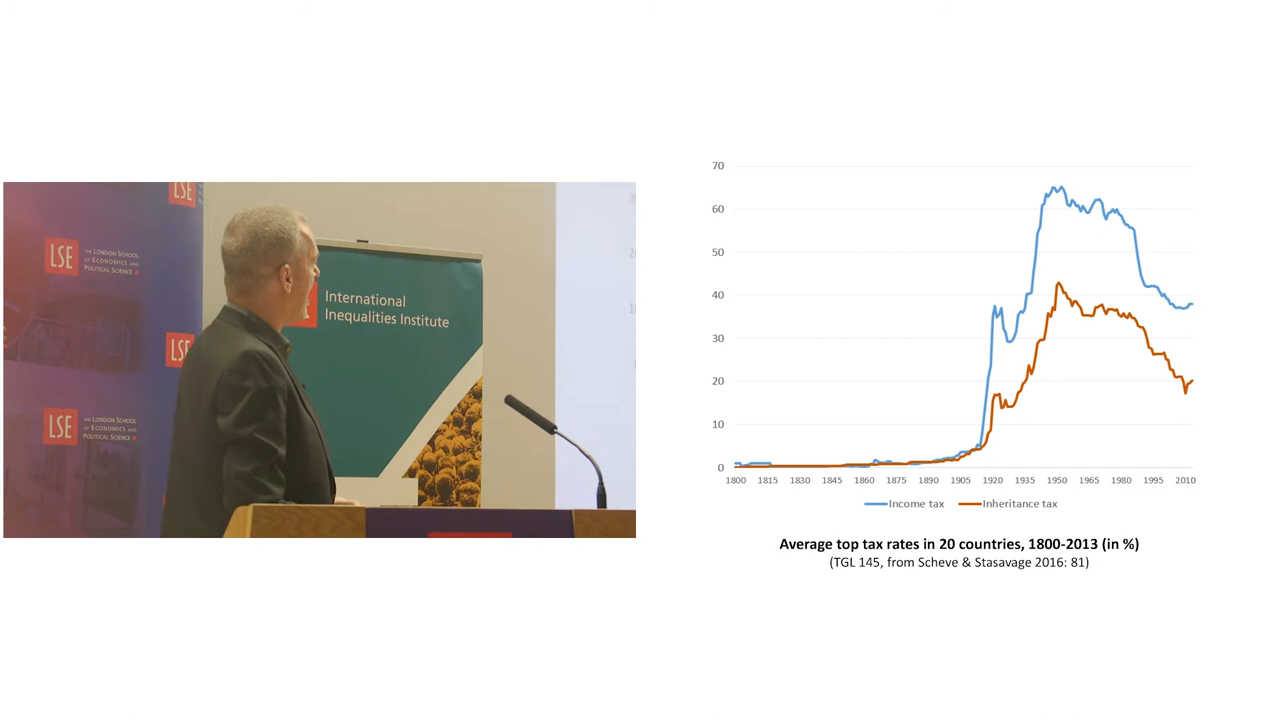 LSE
THE LONDON SCHOOL
OF ECONOMICS AND
POLITICAL SCIENCE
LSE
LSE
THE LONDON SCHOOL
OF ECONOMICS AND
POLITICAL SCIENCE
LSE
International
Inequalities Institute
70
60
50
40
30
20
10
0
1800 1815 1830 1845 1860 1875 1890 1905 1920 1935 1950 1965 1980 1995 2010
Income tax Inheritance tax
Average top tax rates in 20 countries, 1800-2013 (in %)
(TGL 145, from Scheve & Stasavage 2016: 81)